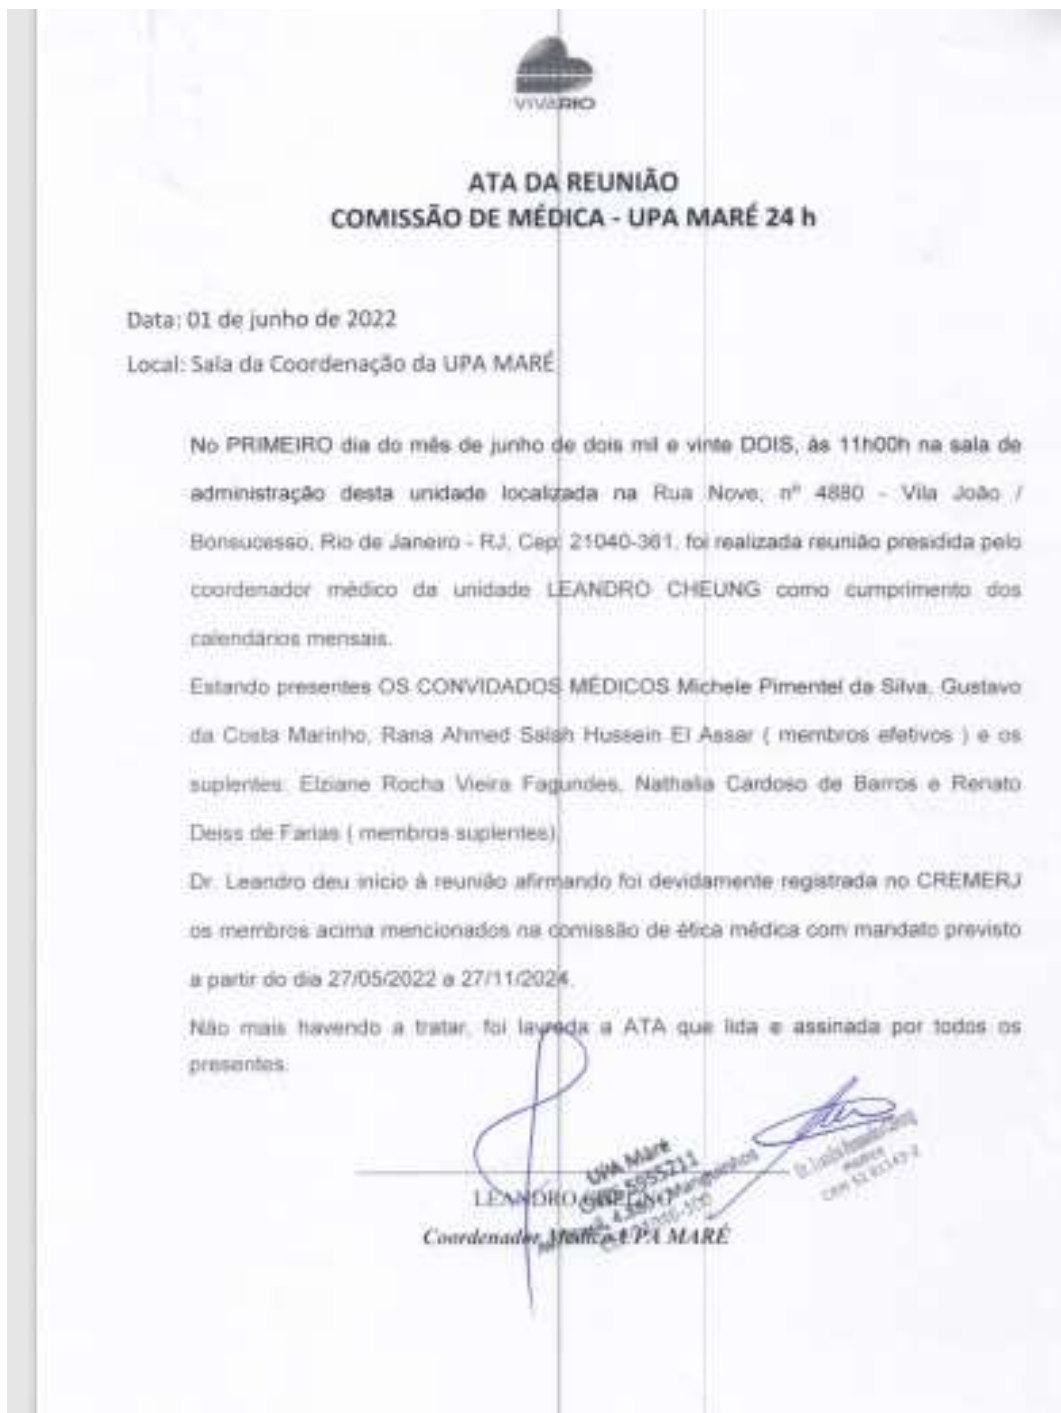 VIVARIO
ATA DA REUNIÃO
COMISSÃO DE MÉDICA - UPA MARÉ 24 h
Data: 01 de junho de 2022
Local: Sala da Coordenação da UPA MARÉ
No PRIMEIRO dia do mês de junho de dois mil e vinte DOIS, às 11h00h na sala de
administração desta unidade localizada na Rua Nove, nº 4880 - Vila João /
Bonsucesso, Rio de Janeiro - RJ, Cep: 21040-361, foi realizada reunião presidida pelo
coordenador médico da unidade LEANDRO CHEUNG como cumprimento dos
calendários mensais.
Estando presentes OS CONVIDADOS MÉDICOS Michele Pimentel da Silva, Gustavo
da Costa Marinho, Rana Ahmed Salah Hussein El Assar ( membros efetivos ) e os
suplentes: Elziane Rocha Vieira Fagundes, Nathalia Cardoso de Barros e Renato
Deiss de Farias ( membros suplentes).
Dr. Leandro deu início à reunião afirmando foi devidamente registrada no CREMERJ
os membros acima mencionados na comissão de ética médica com mandato previsto
a partir do dia 27/05/2022 a 27/11/2024.
Não mais havendo a tratar, foi lavrada a ATA que lida e assinada por todos os
presentes.
UPA Maré
5955211
Manguinhos
LEANDRO
Coordenador Médico UPA MARÉ